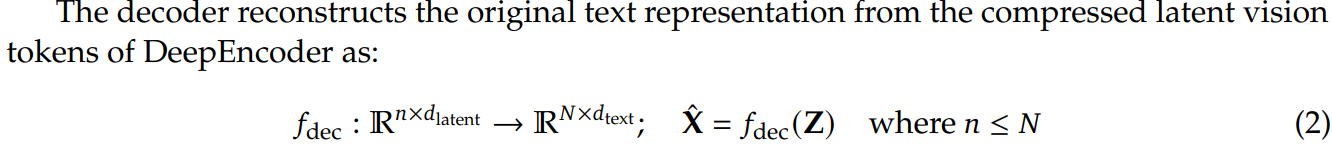 The decoder reconstructs the original text representation from the compressed latent vision
tokens of DeepEncoder as:
f_dec : ℝ^{n×d_latent} → ℝ^{N×d_text}; X̂ = f_dec(Z) where n ≤ N (2)